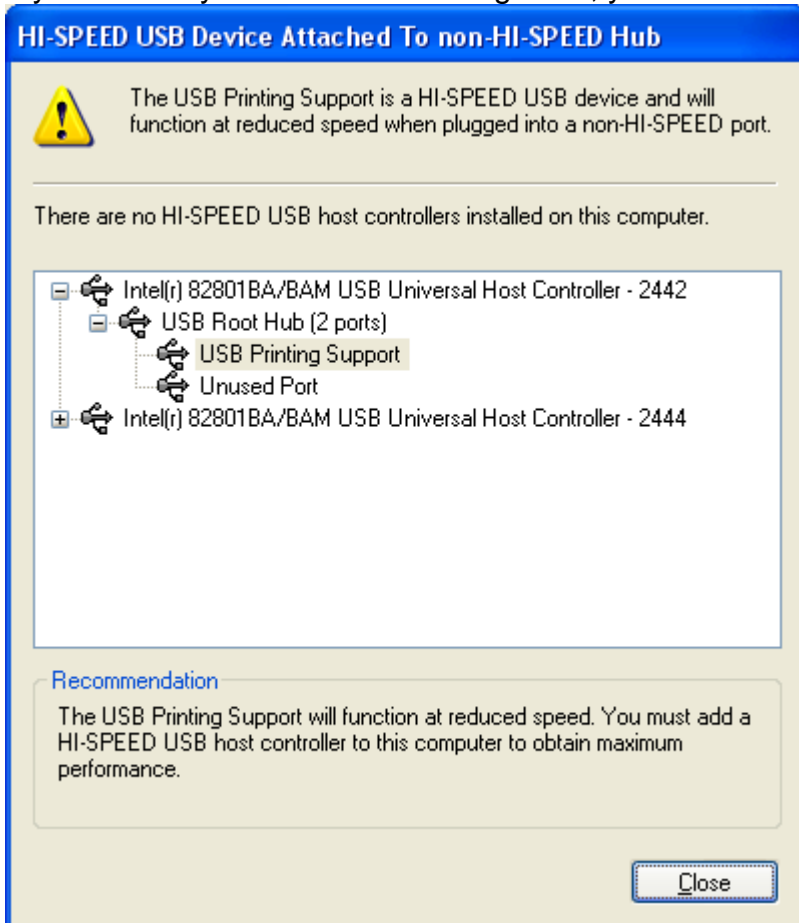 HI-SPEED USB Device Attached To non-HI-SPEED Hub
The USB Printing Support is a HI-SPEED USB device and will
function at reduced speed when plugged into a non-HI-SPEED port.
There are no HI-SPEED USB host controllers installed on this computer.
Intel(r) 82801BA/BAM USB Universal Host Controller - 2442
USB Root Hub (2 ports)
USB Printing Support
Unused Port
Intel(r) 82801BA/BAM USB Universal Host Controller - 2444
Recommendation
The USB Printing Support will function at reduced speed. You must add a
HI-SPEED USB host controller to this computer to obtain maximum
performance.
Close